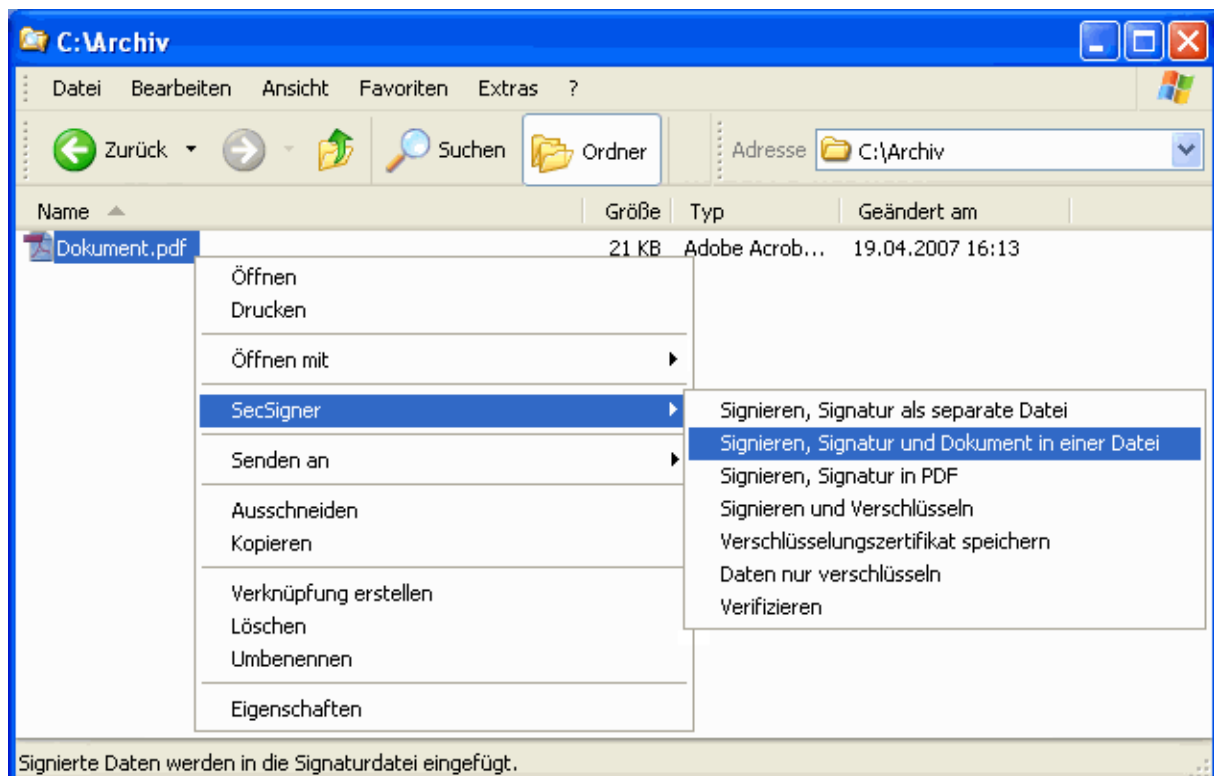 C:\Archiv
Datei Bearbeiten Ansicht Favoriten Extras ?
Zurück Suchen Ordner Adresse C:\Archiv
Name Größe Typ Geändert am
Dokument.pdf 21 KB Adobe Acrob... 19.04.2007 16:13
Öffnen
Drucken
Öffnen mit
SecSigner
Senden an
Ausschneiden
Kopieren
Verknüpfung erstellen
Löschen
Umbenennen
Eigenschaften
Signieren, Signatur als separate Datei
Signieren, Signatur und Dokument in einer Datei
Signieren, Signatur in PDF
Signieren und Verschlüsseln
Verschlüsselungszertifikat speichern
Daten nur verschlüsseln
Verifizieren
Signierte Daten werden in die Signaturdatei eingefügt.